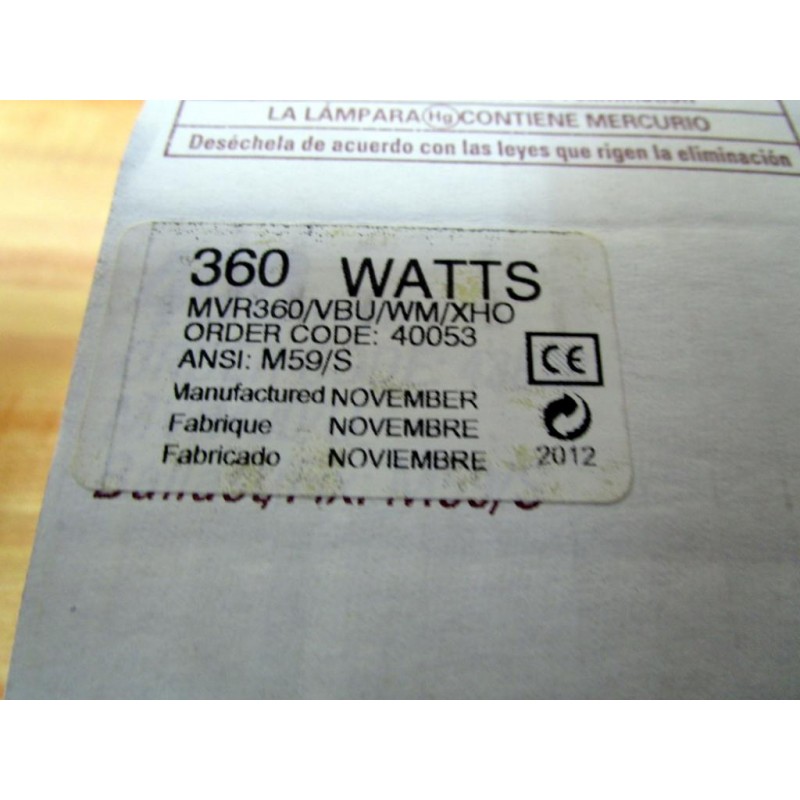 LA LÁMPARA Hg CONTIENE MERCURIO
Deséchela de acuerdo con las leyes que rigen la eliminación
360 WATTS
MVR360/VBU/WM/XHO
ORDER CODE: 40053
ANSI: M59/S
CE
Manufactured NOVEMBER
Fabrique NOVEMBRE
Fabricado NOVIEMBRE
2012